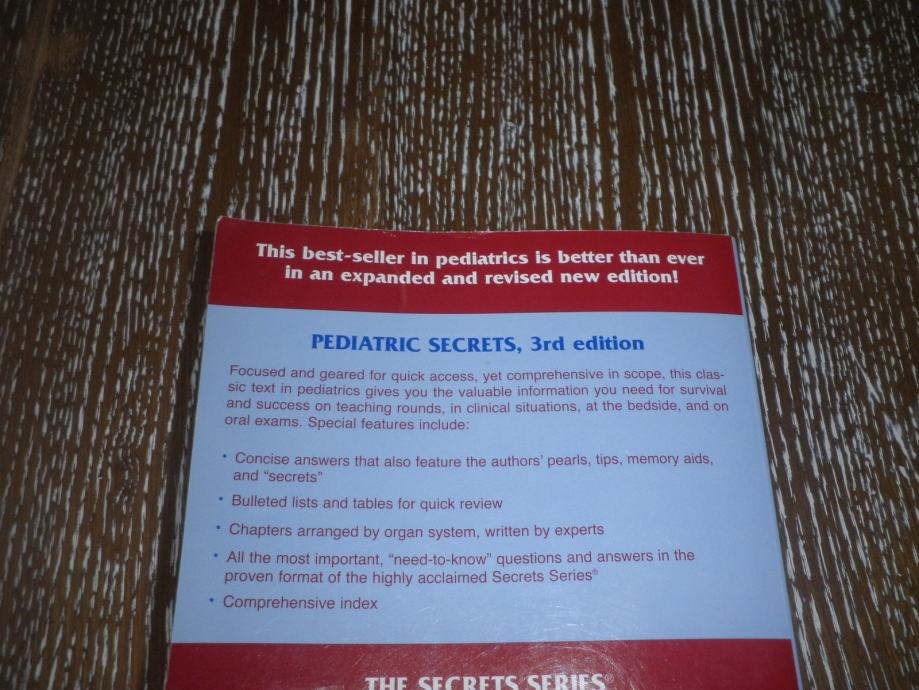 This best-seller in pediatrics is better than ever
in an expanded and revised new edition!
PEDIATRIC SECRETS, 3rd edition
Focused and geared for quick access, yet comprehensive in scope, this clas-
sic text in pediatrics gives you the valuable information you need for survival
and success on teaching rounds, in clinical situations, at the bedside, and on
oral exams. Special features include:
• Concise answers that also feature the authors' pearls, tips, memory aids,
and “secrets”
• Bulleted lists and tables for quick review
• Chapters arranged by organ system, written by experts
• All the most important, “need-to-know” questions and answers in the
proven format of the highly acclaimed Secrets Series®
• Comprehensive index
THE SECRETS SERIES®